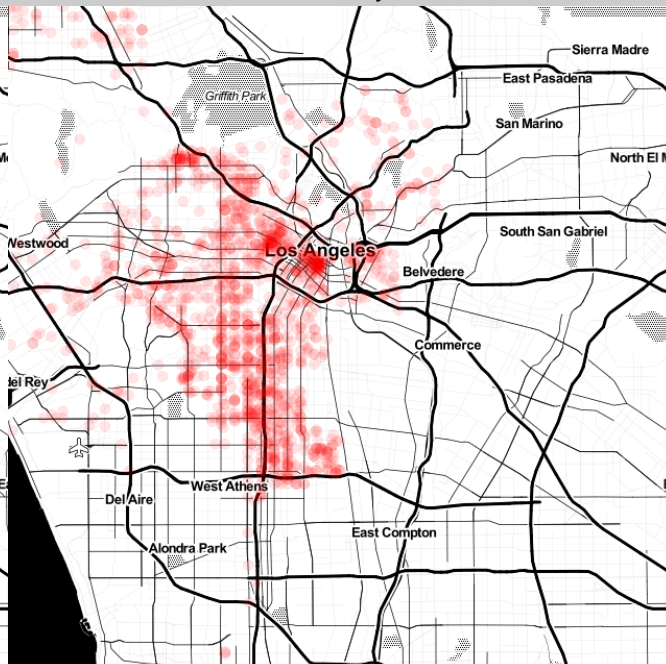 Sierra Madre
East Pasadena
Griffith Park
San Marino
North El M
Westwood
Los Angeles
South San Gabriel
Belvedere
Commerce
del Rey
West Athens
Del Aire
East Compton
Alondra Park